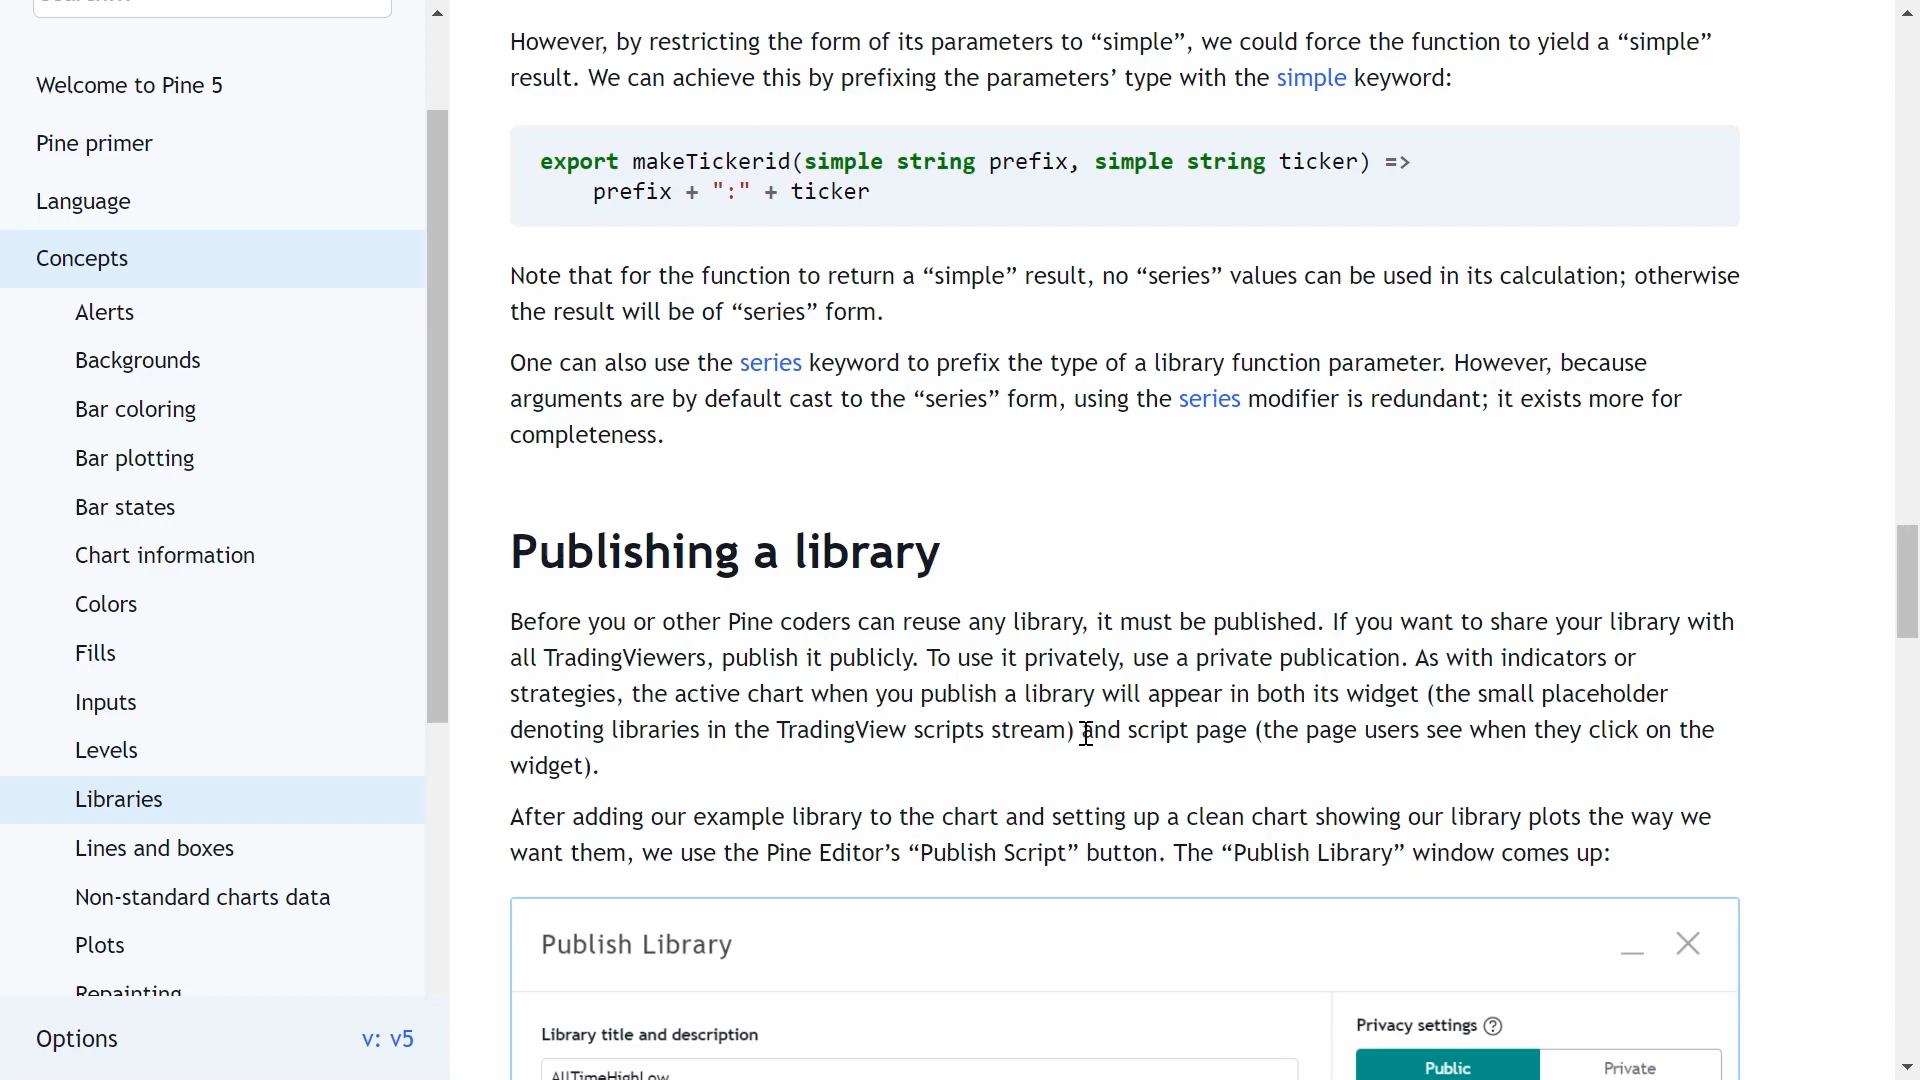 Welcome to Pine 5
Pine primer
Language
Concepts
Alerts
Backgrounds
Bar coloring
Bar plotting
Bar states
Chart information
Colors
Fills
Inputs
Levels
Libraries
Lines and boxes
Non-standard charts data
Plots
Repainting
Options
v: v5
However, by restricting the form of its parameters to “simple”, we could force the function to yield a “simple”
result. We can achieve this by prefixing the parameters’ type with the simple keyword:
export makeTickerid(simple string prefix, simple string ticker) =>
prefix + ":" + ticker
Note that for the function to return a “simple” result, no “series” values can be used in its calculation; otherwise
the result will be of “series” form.
One can also use the series keyword to prefix the type of a library function parameter. However, because
arguments are by default cast to the “series” form, using the series modifier is redundant; it exists more for
completeness.
Publishing a library
Before you or other Pine coders can reuse any library, it must be published. If you want to share your library with
all TradingViewers, publish it publicly. To use it privately, use a private publication. As with indicators or
strategies, the active chart when you publish a library will appear in both its widget (the small placeholder
denoting libraries in the TradingView scripts stream) and script page (the page users see when they click on the
widget).
After adding our example library to the chart and setting up a clean chart showing our library plots the way we
want them, we use the Pine Editor’s “Publish Script” button. The “Publish Library” window comes up:
Publish Library
Library title and description
AllTimeHighLow
Privacy settings
Public
Private